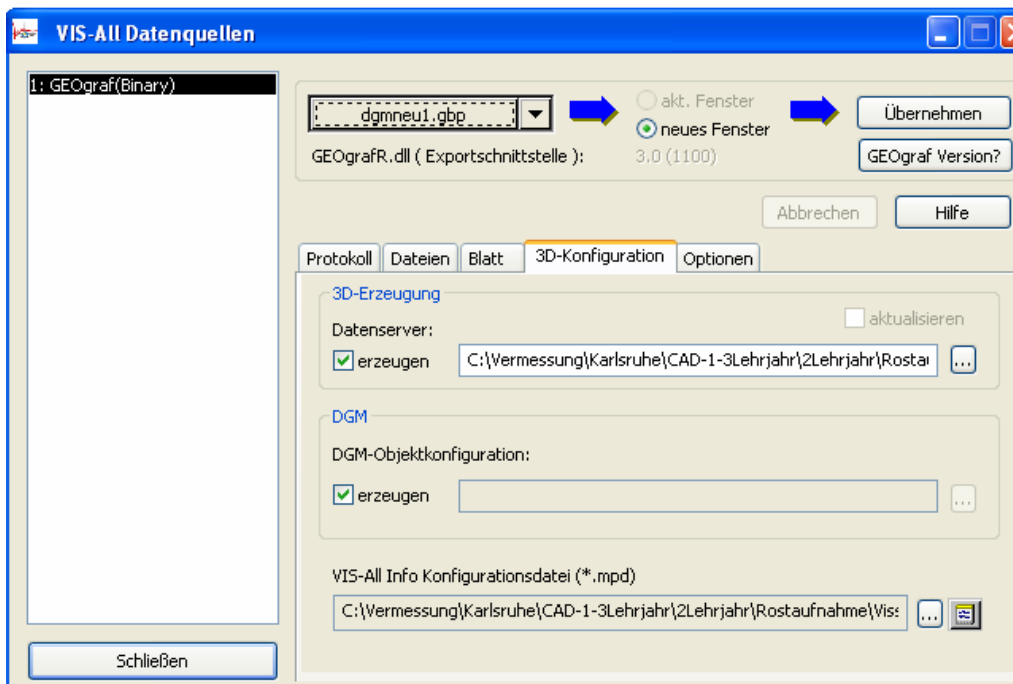 VIS-All Datenquellen
1: GEOgraf(Binary)
dgmneu1.gbp
akt. Fenster
neues Fenster
Übernehmen
GEOgrafR.dll ( Exportschnittstelle ):
3.0 (1100)
GEOgraf Version?
Abbrechen
Hilfe
Protokoll
Dateien
Blatt
3D-Konfiguration
Optionen
3D-Erzeugung
aktualisieren
Datenserver:
erzeugen
C:\Vermessung\Karlsruhe\CAD-1-3Lehrjahr\2Lehrjahr\Rostau
...
DGM
DGM-Objektkonfiguration:
erzeugen
...
VIS-All Info Konfigurationsdatei (*.mpd)
C:\Vermessung\Karlsruhe\CAD-1-3Lehrjahr\2Lehrjahr\Rostaufnahme\Viss
...
Schließen